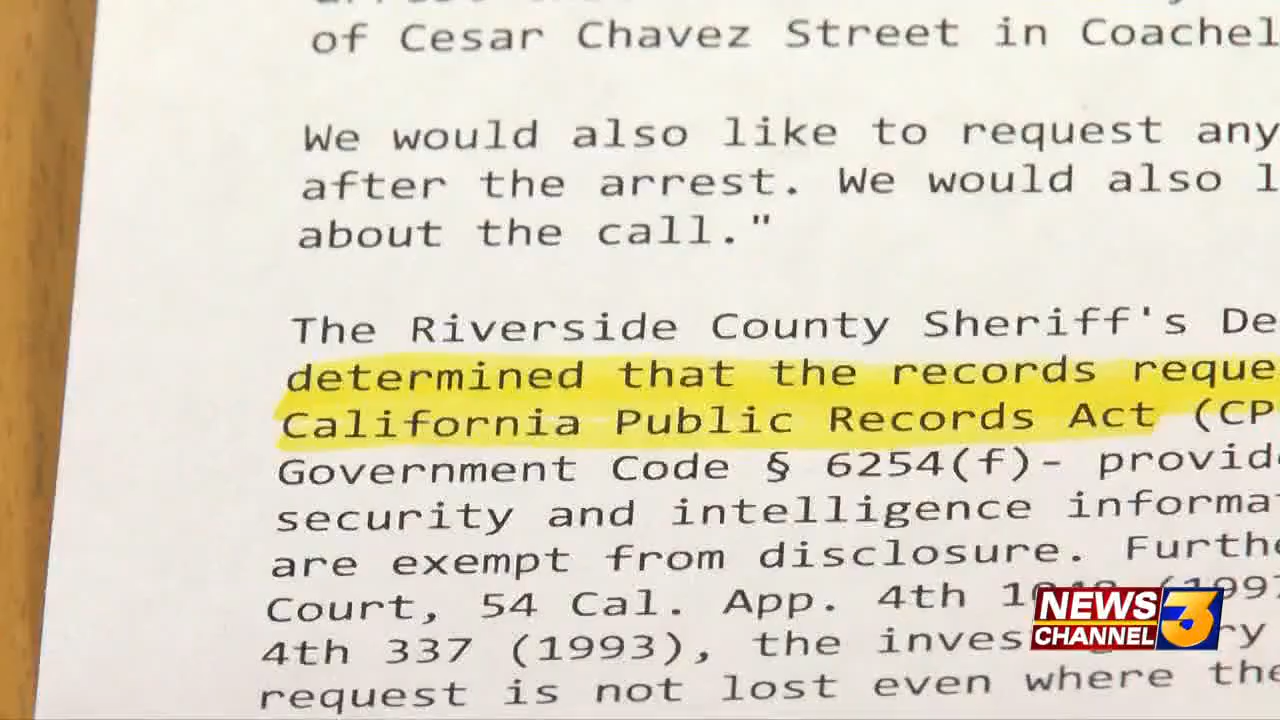 of Cesar Chavez Street in Coachel
We would also like to request any
after the arrest. We would also l
about the call."
The Riverside County Sheriff's De
determined that the records reque
California Public Records Act (CP
Government Code § 6254(f)- provid
security and intelligence informa
are exempt from disclosure. Furthe
Court, 54 Cal. App. 4th
4th 337 (1993), the
request is not lost even where the
NEWS
CHANNEL 3